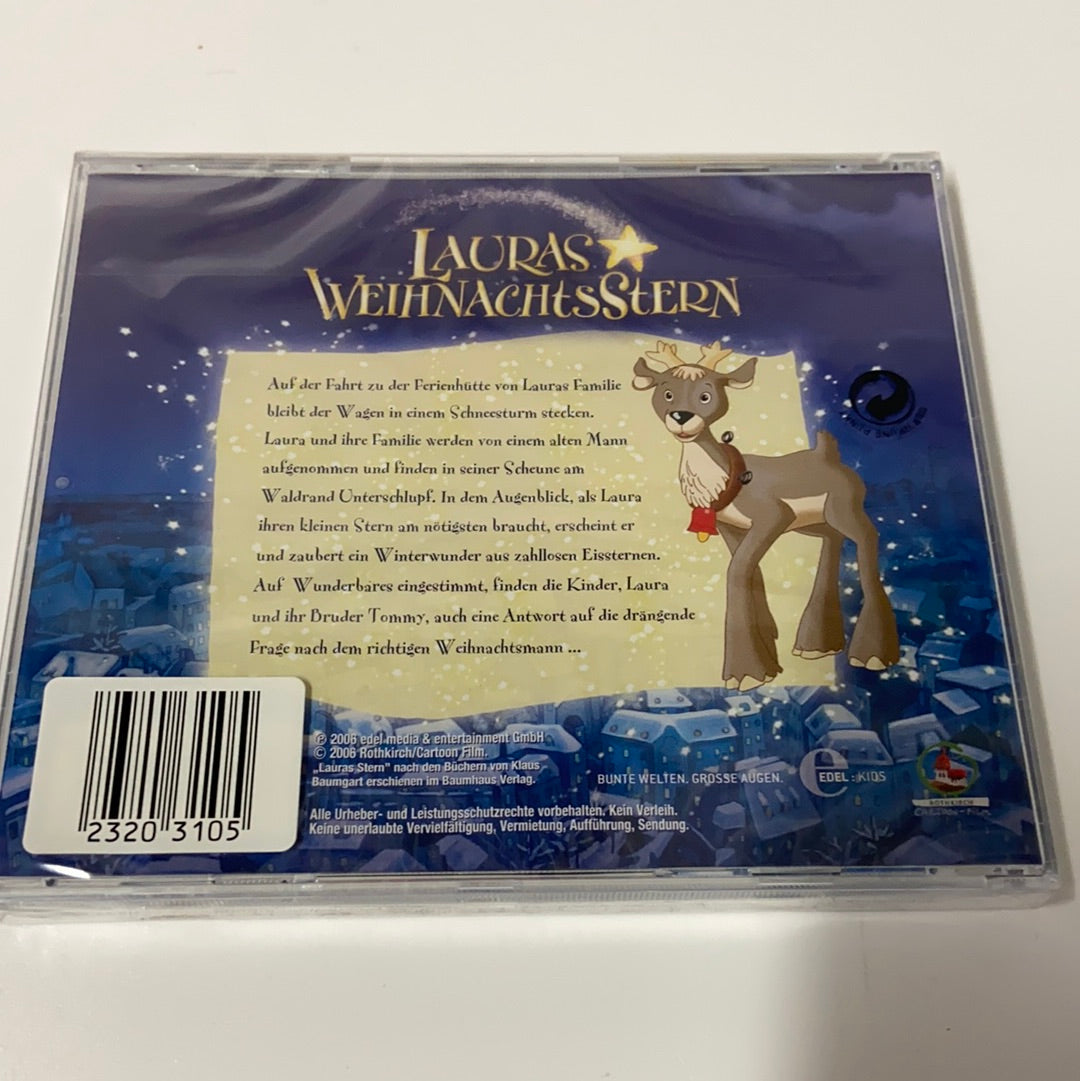 LAURAS
WEIHNACHTSSTERN
Auf der Fahrt zu der Ferienhütte von Lauras Familie
bleibt der Wagen in einem Schneesturm stecken.
Laura und ihre Familie werden von einem alten Mann
aufgenommen und finden in seiner Scheune am
Waldrand Unterschlupf. In dem Augenblick, als Laura
ihren kleinen Stern am nötigsten braucht, erscheint er
und zaubert ein Winterwunder aus zahllosen Eissternen.
Auf Wunderbares eingestimmt, finden die Kinder, Laura
und ihr Bruder Tommy, auch eine Antwort auf die drängende
Frage nach dem richtigen Weihnachtsmann ...
DER GRÜNE PUNKT
2320 3105
℗ 2006 edel media & entertainment GmbH
© 2006 Rothkirch/Cartoon Film.
„Lauras Stern" nach den Büchern von Klaus
Baumgart erschienen im Baumhaus Verlag.
BUNTE WELTEN. GROSSE AUGEN.
e EDEL:KIDS
ROTHKIRCH
CARTOON-FILM
Alle Urheber- und Leistungsschutzrechte vorbehalten. Kein Verleih.
Keine unerlaubte Vervielfältigung, Vermietung, Aufführung, Sendung.